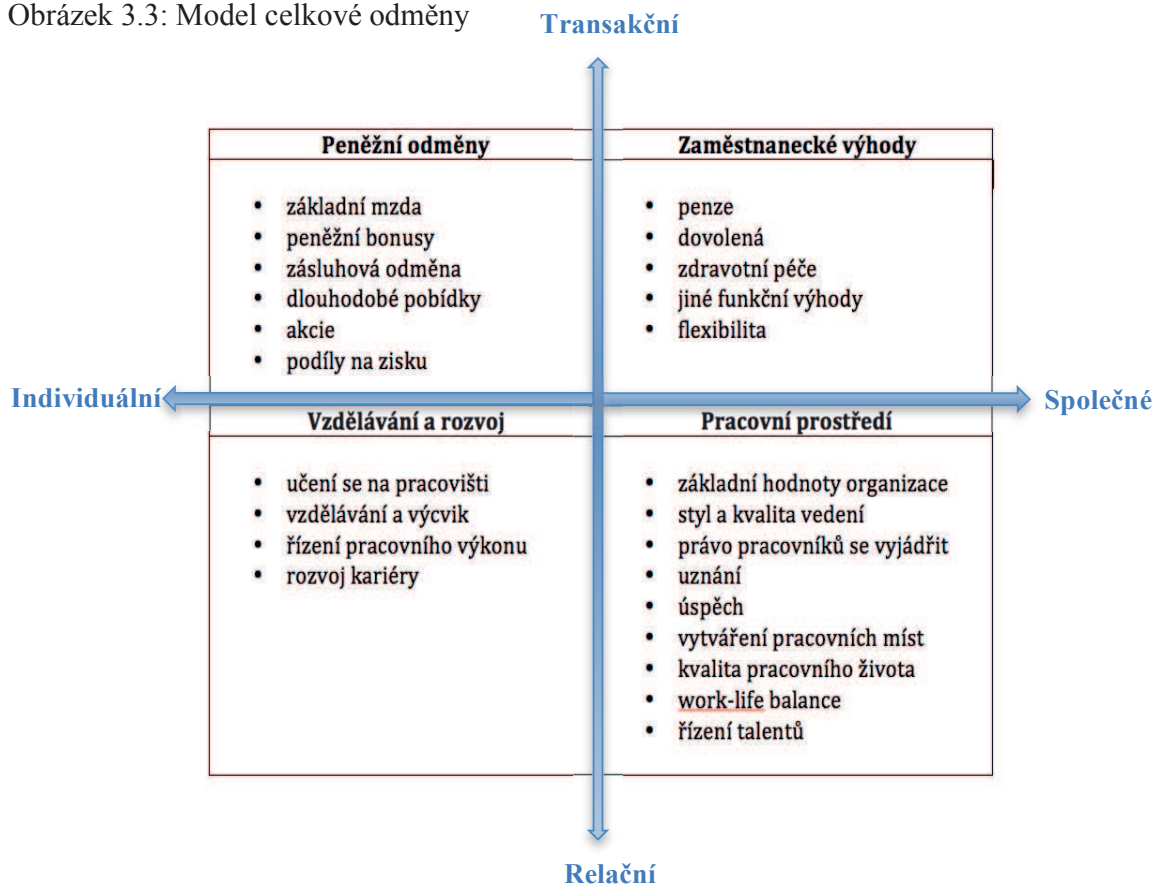 Obrázek 3.3: Model celkové odměny
Transakční
Peněžní odměny
• základní mzda
• peněžní bonusy
• zásluhová odměna
• dlouhodobé pobídky
• akcie
• podíly na zisku
Zaměstnanecké výhody
• penze
• dovolená
• zdravotní péče
• jiné funkční výhody
• flexibilita
Individuální
Společné
Vzdělávání a rozvoj
• učení se na pracovišti
• vzdělávání a výcvik
• řízení pracovního výkonu
• rozvoj kariéry
Pracovní prostředí
• základní hodnoty organizace
• styl a kvalita vedení
• právo pracovníků se vyjádřit
• uznání
• úspěch
• vytváření pracovních míst
• kvalita pracovního života
• work-life balance
• řízení talentů
Relační